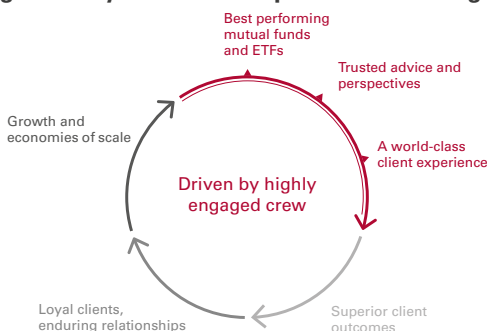 Best performing
mutual funds
and ETFs
Trusted advice and
perspectives
A world-class
client experience
Growth and
economies of scale
Driven by highly
engaged crew
Superior client
outcomes
Loyal clients,
enduring relationships